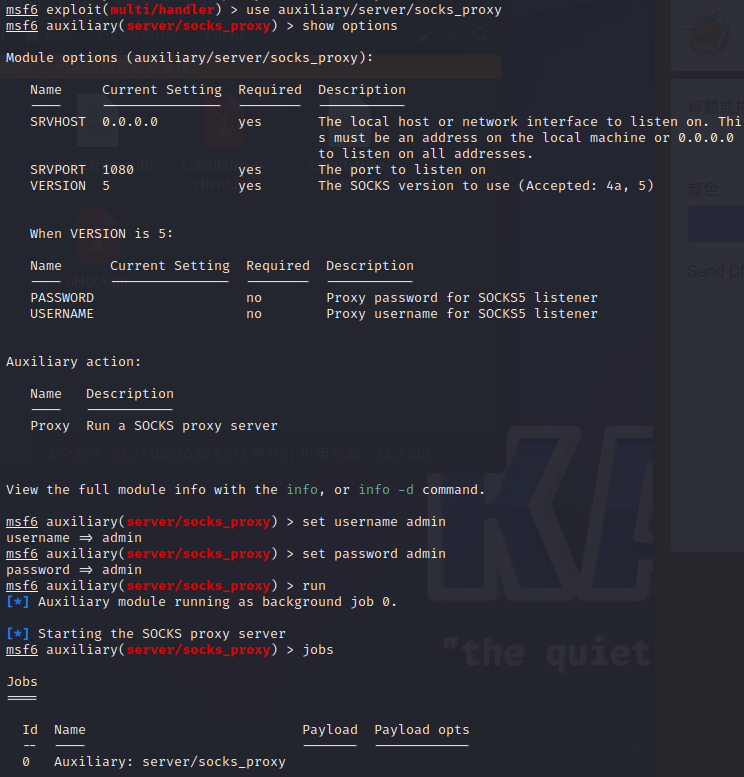 msf6 exploit(multi/handler) > use auxiliary/server/socks_proxy
msf6 auxiliary(server/socks_proxy) > show options
Module options (auxiliary/server/socks_proxy):
Name Current Setting Required Description
SRVHOST 0.0.0.0 yes The local host or network interface to listen on. Thi
s must be an address on the local machine or 0.0.0.0
to listen on all addresses.
SRVPORT 1080 yes The port to listen on
VERSION 5 yes The SOCKS version to use (Accepted: 4a, 5)
When VERSION is 5:
Name Current Setting Required Description
PASSWORD no Proxy password for SOCKS5 listener
USERNAME no Proxy username for SOCKS5 listener
Auxiliary action:
Name Description
Proxy Run a SOCKS proxy server
View the full module info with the info, or info -d command.
msf6 auxiliary(server/socks_proxy) > set username admin
username => admin
msf6 auxiliary(server/socks_proxy) > set password admin
password => admin
msf6 auxiliary(server/socks_proxy) > run
[*] Auxiliary module running as background job 0.
[*] Starting the SOCKS proxy server
msf6 auxiliary(server/socks_proxy) > jobs
Jobs
====
Id Name Payload Payload opts
-- ---- ------- ------------
0 Auxiliary: server/socks_proxy
颜色
"the quiet